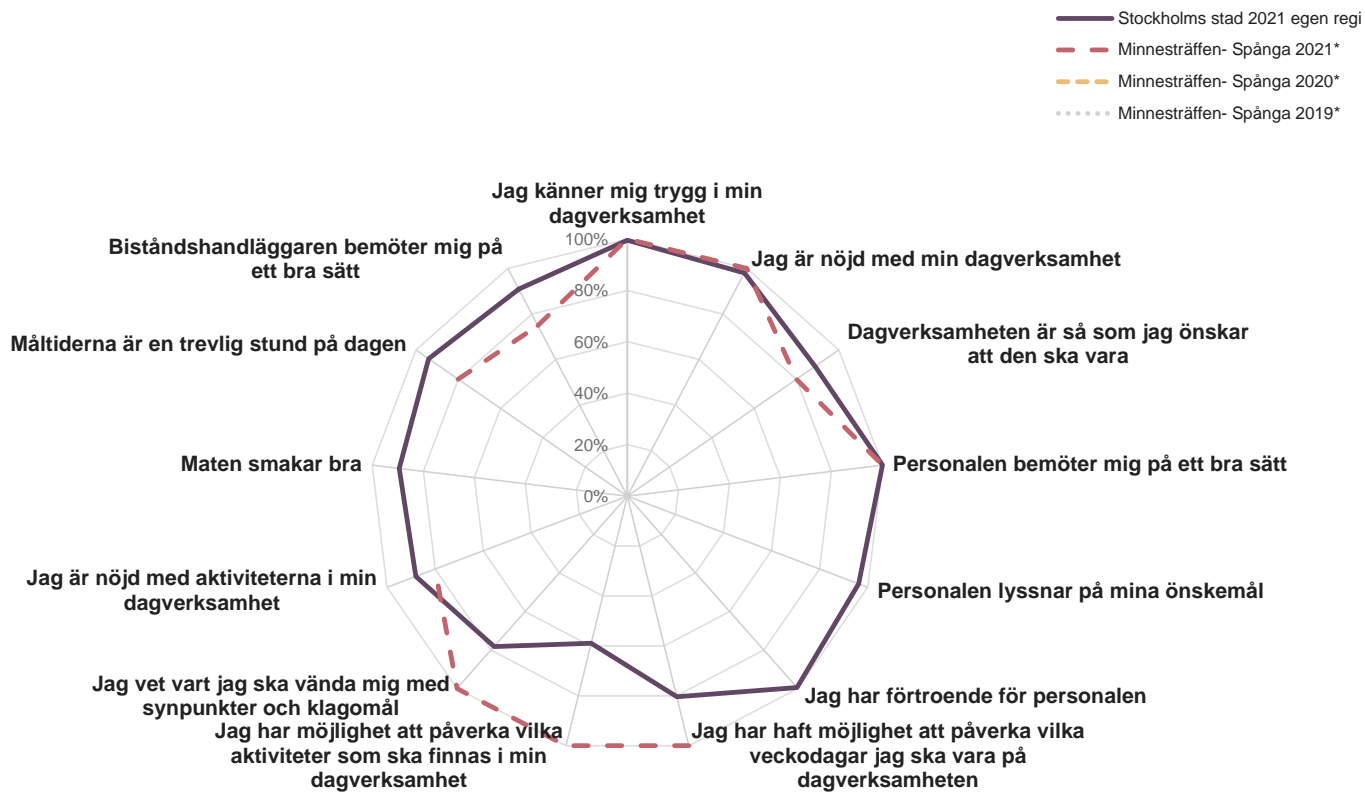 Stockholms stad 2021 egen regi
Minnesträffen- Spånga 2021*
Minnesträffen- Spånga 2020*
Minnesträffen- Spånga 2019*
Jag känner mig trygg i min
dagverksamhet
Jag är nöjd med min dagverksamhet
Dagverksamheten är så som jag önskar
att den ska vara
Personalen bemöter mig på ett bra sätt
Personalen lyssnar på mina önskemål
Jag har förtroende för personalen
Jag har haft möjlighet att påverka vilka
veckodagar jag ska vara på
dagverksamheten
Jag har möjlighet att påverka vilka
aktiviteter som ska finnas i min
dagverksamhet
Jag vet vart jag ska vända mig med
synpunkter och klagomål
Jag är nöjd med aktiviteterna i min
dagverksamhet
Maten smakar bra
Måltiderna är en trevlig stund på dagen
Biståndshandläggaren bemöter mig på
ett bra sätt
100%
80%
60%
40%
20%
0%